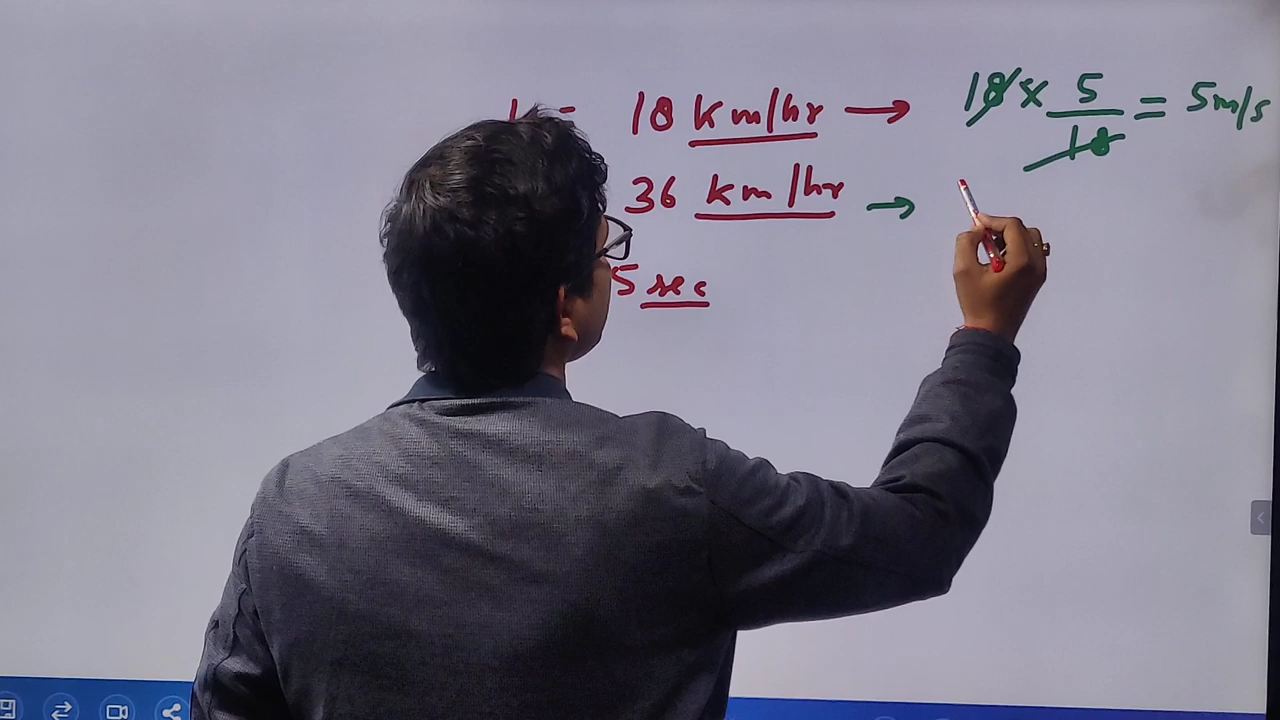 = 18 Km/hr → 18 × 5/18 = 5m/s
36 km/hr →
5 sec